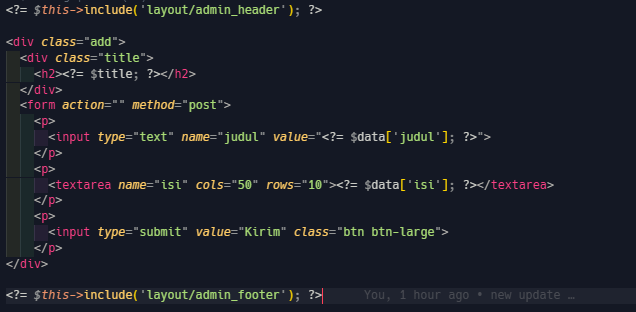 <?= $this->include('layout/admin_header'); ?>
<div class="add">
<div class="title">
<h2><?= $title; ?></h2>
</div>
<form action="" method="post">
<p>
<input type="text" name="judul" value="<?= $data['judul']; ?>">
</p>
<p>
<textarea name="isi" cols="50" rows="10"><?= $data['isi']; ?></textarea>
</p>
<p>
<input type="submit" value="Kirim" class="btn btn-large">
</p>
</div>
<?= $this->include('layout/admin_footer'); ?> You, 1 hour ago • new update …